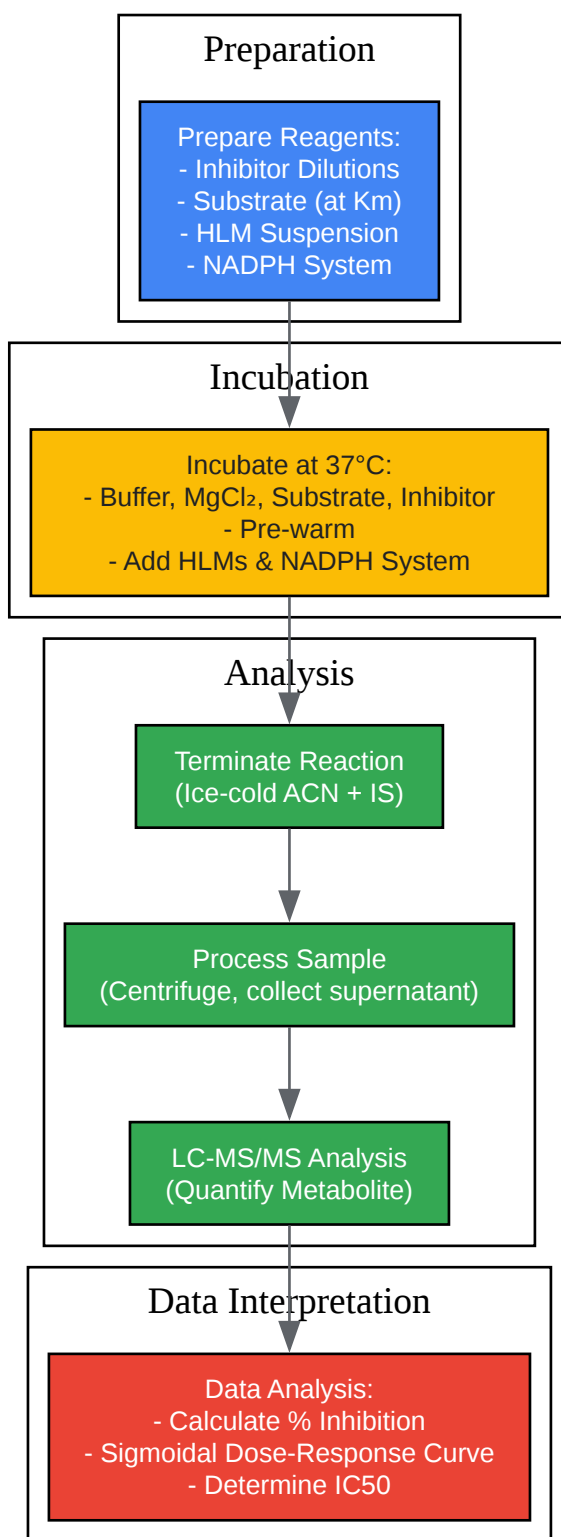 Preparation
Prepare Reagents:
- Inhibitor Dilutions
- Substrate (at Km)
- HLM Suspension
- NADPH System
Incubation
Incubate at 37°C:
- Buffer, MgCl₂, Substrate, Inhibitor
- Pre-warm
- Add HLMs & NADPH System
Analysis
Terminate Reaction
(Ice-cold ACN + IS)
Process Sample
(Centrifuge, collect supernatant)
LC-MS/MS Analysis
(Quantify Metabolite)
Data Interpretation
Data Analysis:
- Calculate % Inhibition
- Sigmoidal Dose-Response Curve
- Determine IC50